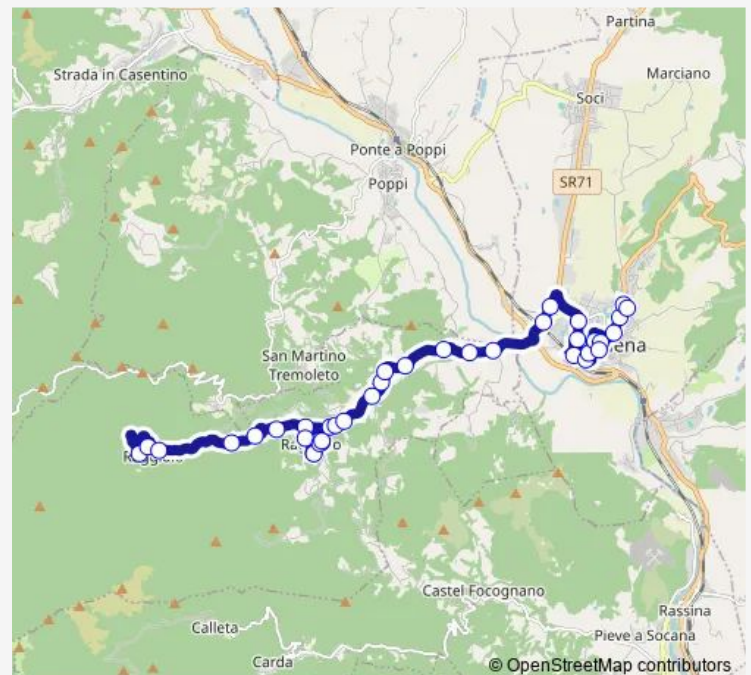 Partina
Strada in Casentino
Marciano
Soci
Ponte a Poppi
SR71
Poppi
San Martino
Tremoleto
Castel Focognano
Rassina
Calleta
Pieve a Socana
Carda
© OpenStreetMap contributors